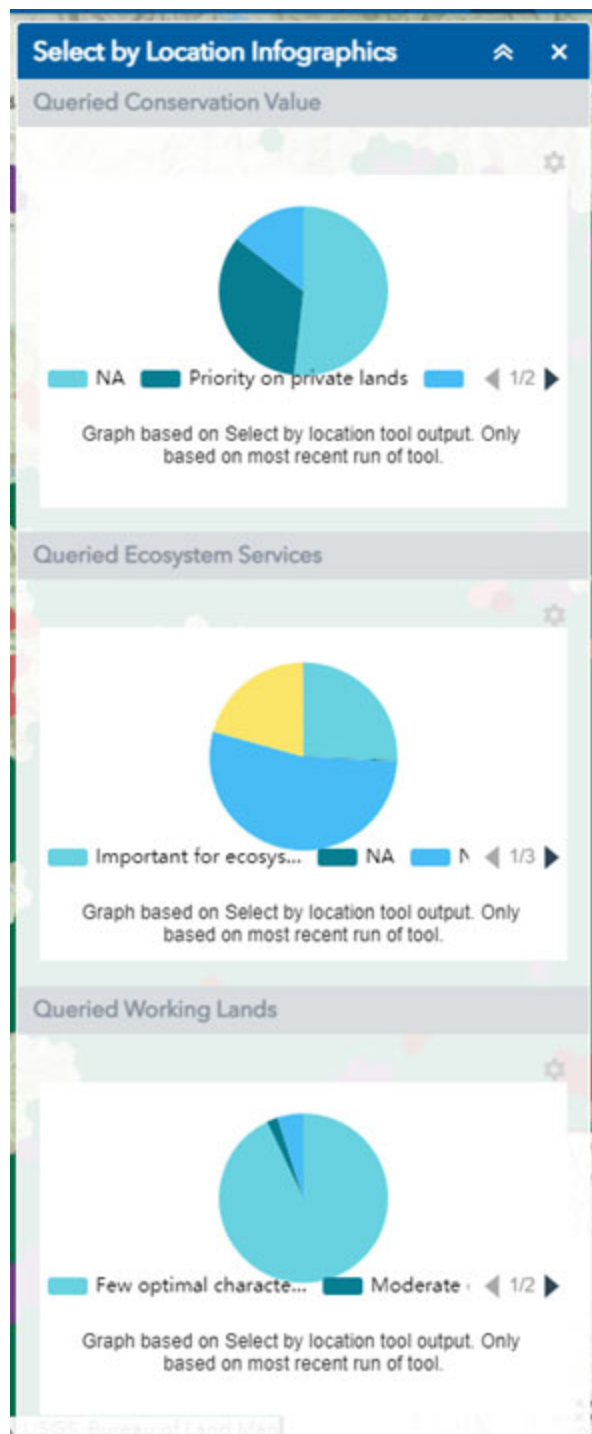 Select by Location Infographics
Queried Conservation Value
NA Priority on private lands 1/2
Graph based on Select by location tool output. Only
based on most recent run of tool.
Queried Ecosystem Services
Important for ecosys... NA N 1/3
Graph based on Select by location tool output. Only
based on most recent run of tool.
Queried Working Lands
Few optimal characte... Moderate 1/2
Graph based on Select by location tool output. Only
based on most recent run of tool.
USGS, Bureau of Land Man